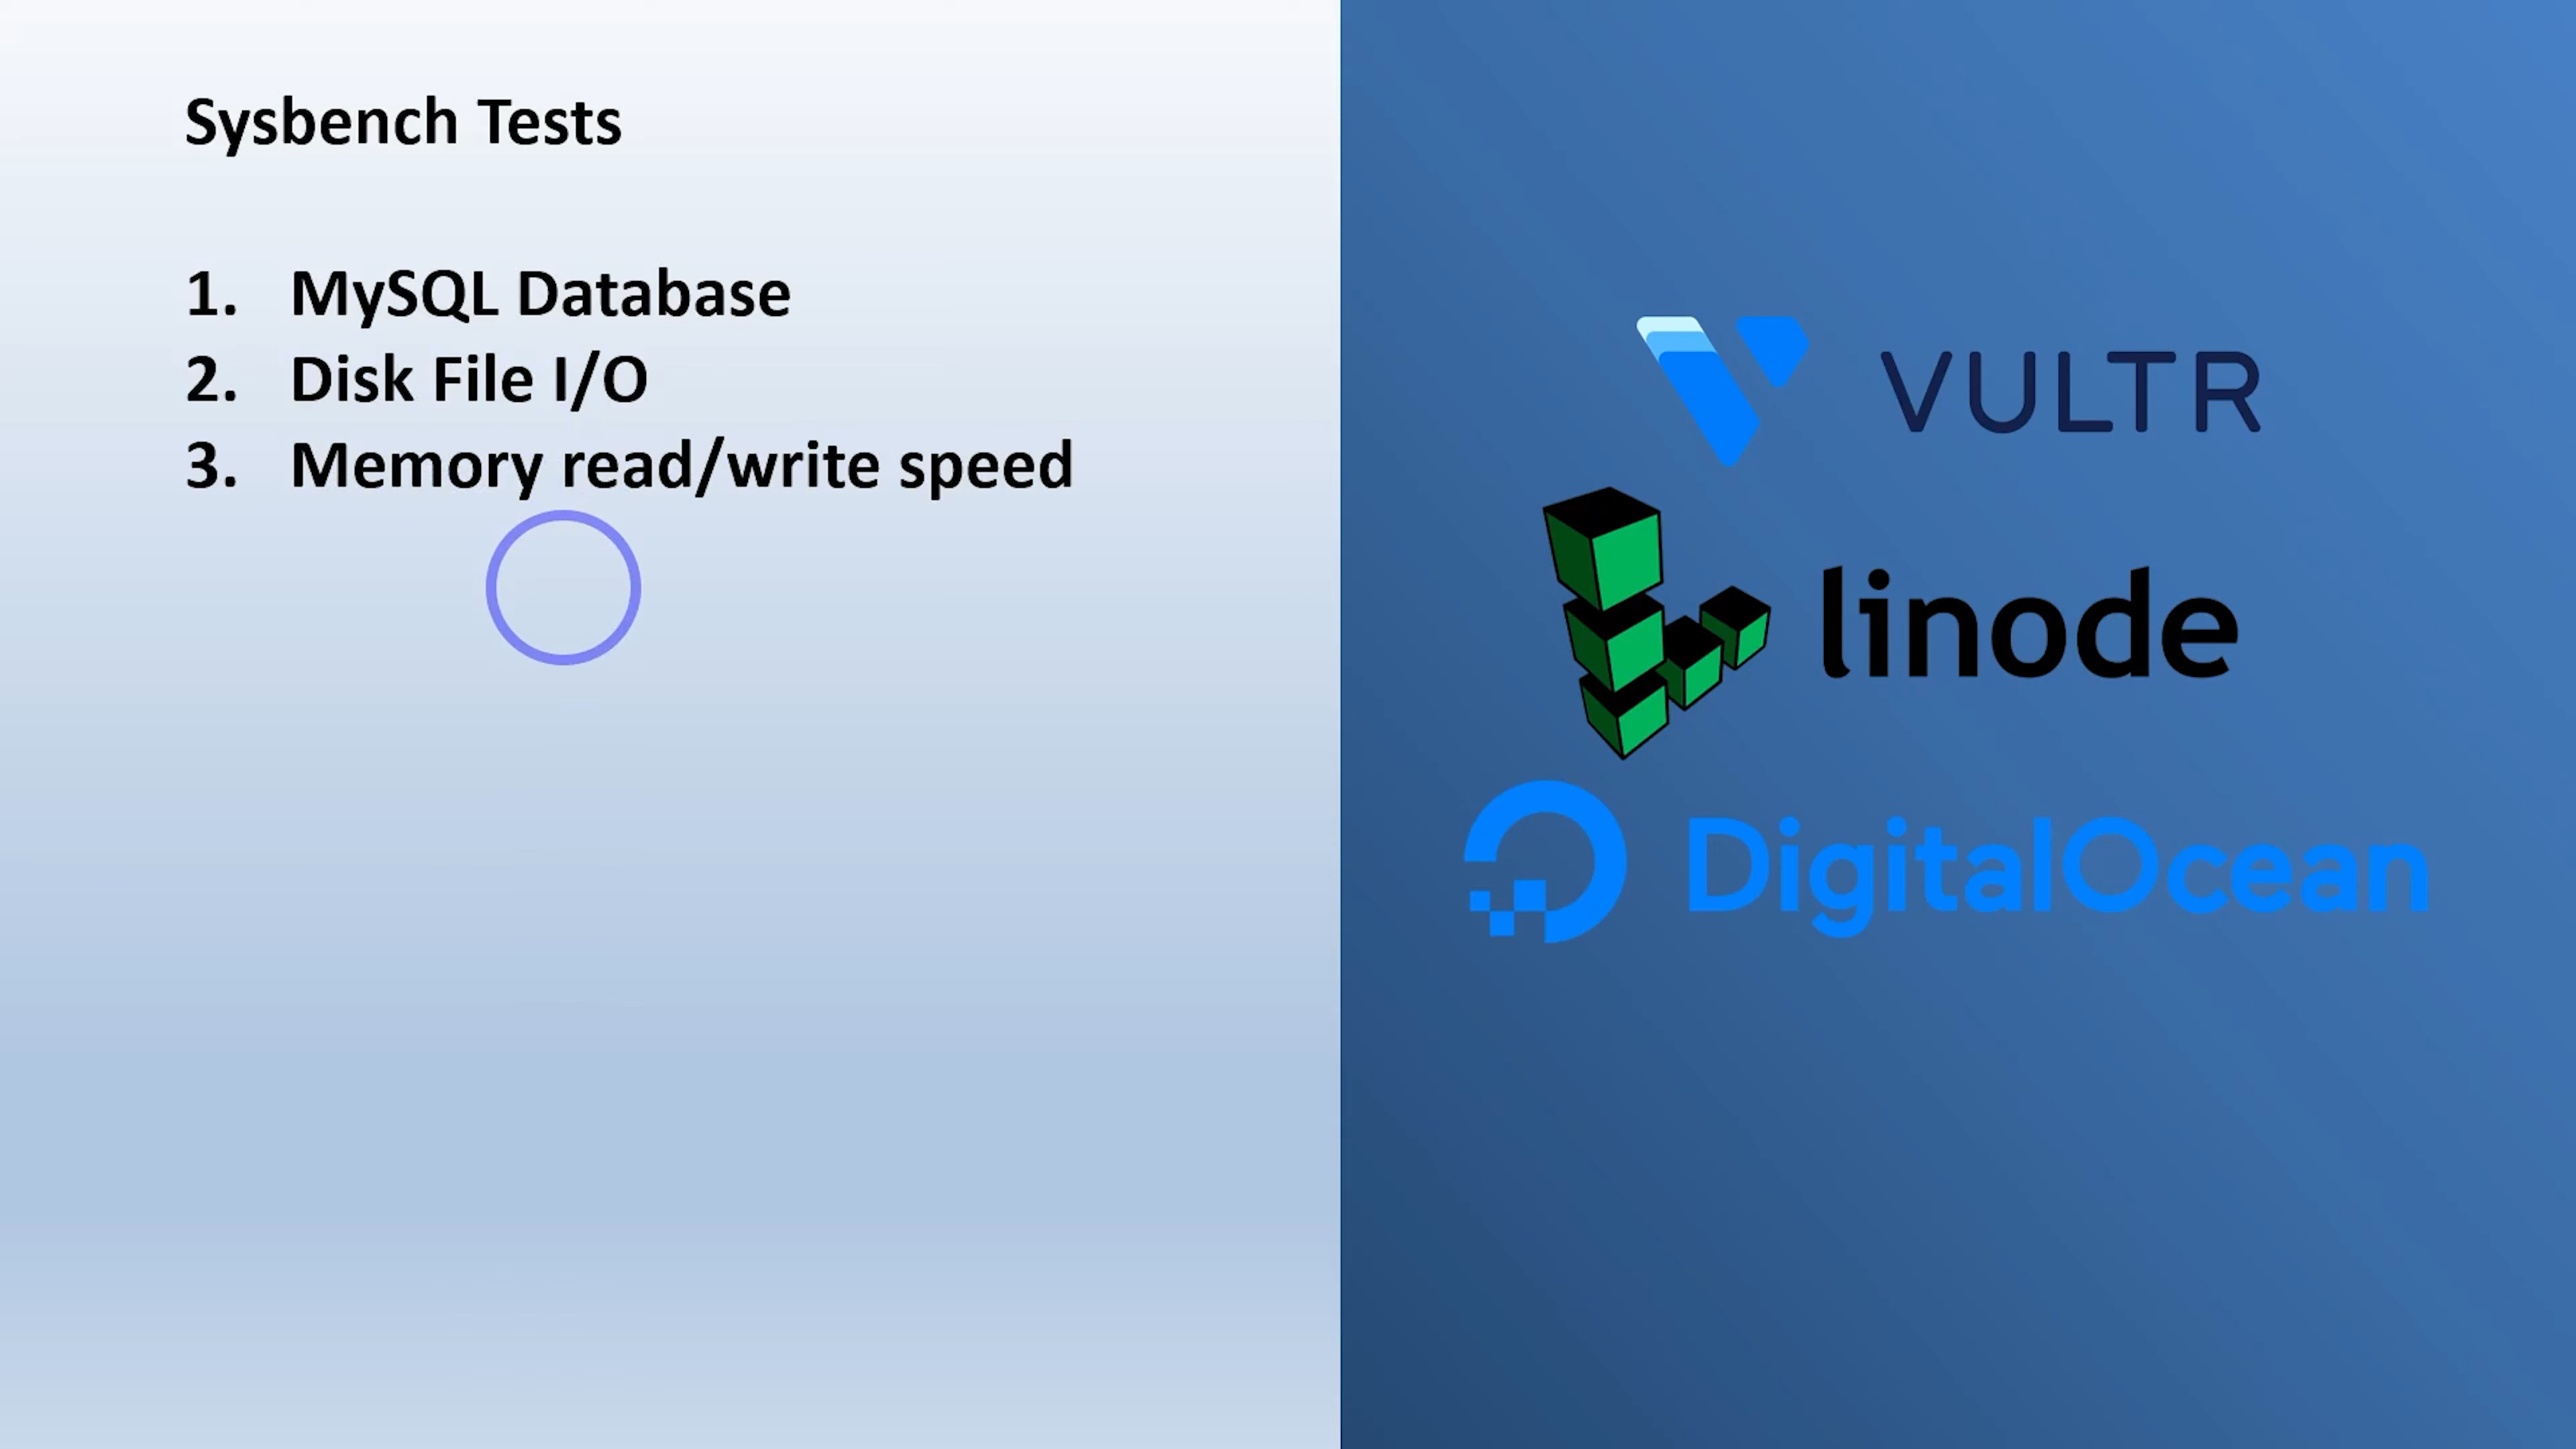 Sysbench Tests
1. MySQL Database
2. Disk File I/O
3. Memory read/write speed
VULTR
linode
DigitalOcean